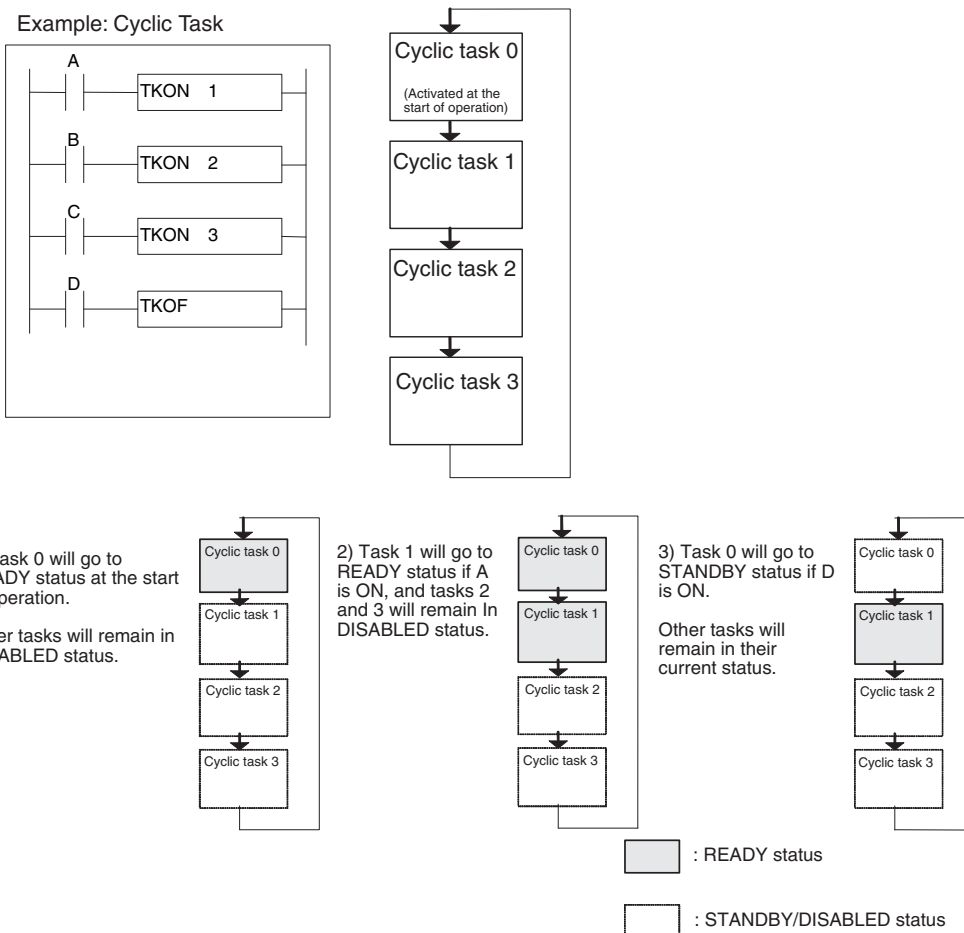 Example: Cyclic Task
A
TKON 1
B
TKON 2
C
TKON 3
D
TKOF
Cyclic task 0
(Activated at the
start of operation)
Cyclic task 1
Cyclic task 2
Cyclic task 3
ask 0 will go to
ADY status at the start
peration.
er tasks will remain in
ABLED status.
Cyclic task 0
Cyclic task 1
Cyclic task 2
Cyclic task 3
2) Task 1 will go to
READY status if A
is ON, and tasks 2
and 3 will remain In
DISABLED status.
Cyclic task 0
Cyclic task 1
Cyclic task 2
Cyclic task 3
3) Task 0 will go to
STANDBY status if D
is ON.
Other tasks will
remain in their
current status.
Cyclic task 0
Cyclic task 1
Cyclic task 2
Cyclic task 3
: READY status
: STANDBY/DISABLED status